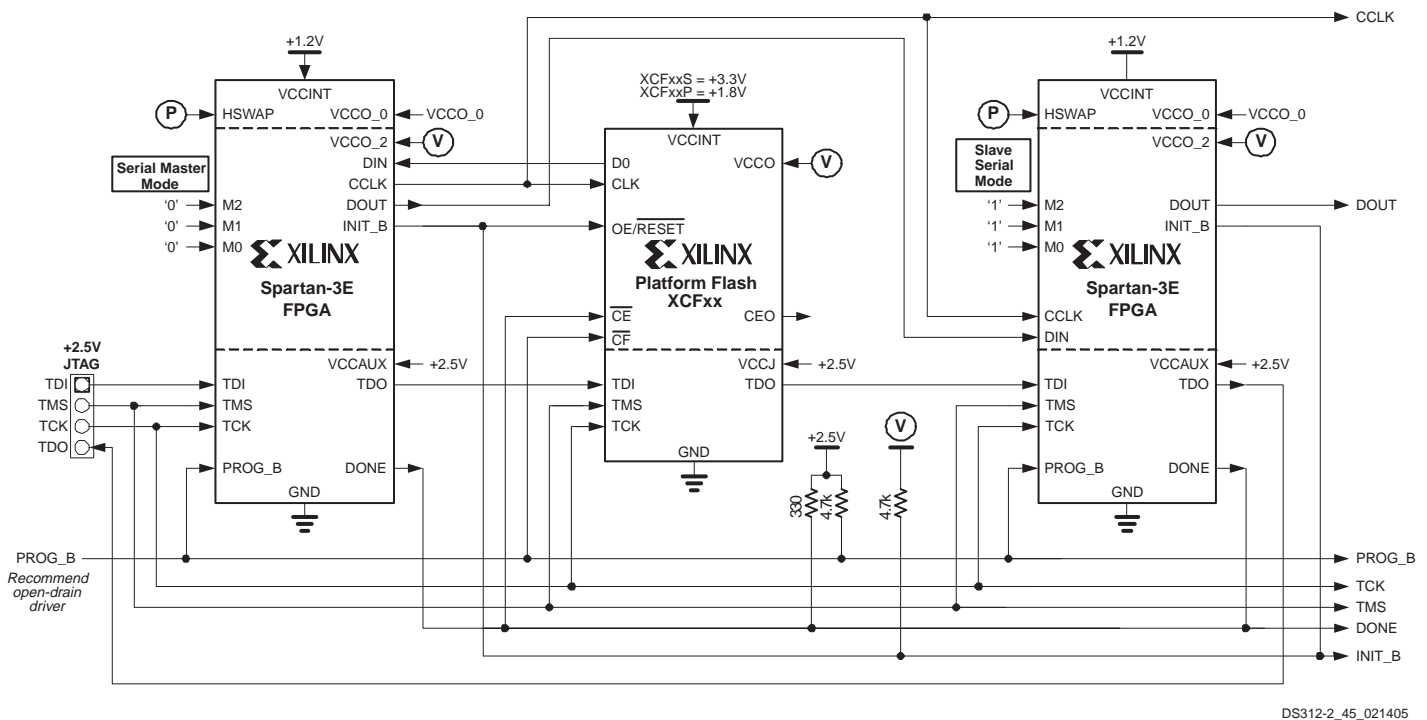 CCLK
+1.2V
VCCINT
P
HSWAP
VCCO_0
VCCO_0
VCCO_2
V
Serial Master
Mode
DIN
CCLK
DOUT
INIT_B
‘0’
M2
‘0’
M1
‘0’
M0
XILINX
Spartan-3E
FPGA
VCCAUX
+2.5V
TDI
TDO
TMS
TCK
PROG_B
DONE
GND
+2.5V
JTAG
TDI
TMS
TCK
TDO
XCFxxS = +3.3V
XCFxxP = +1.8V
VCCINT
D0
VCCO
V
CLK
OE/RESET
XILINX
Platform Flash
XCFxx
CE
CEO
CF
VCCJ
+2.5V
TDI
TDO
TMS
TCK
GND
+2.5V
330
4.7k
V
4.7k
+1.2V
VCCINT
P
HSWAP
VCCO_0
VCCO_0
VCCO_2
V
Slave
Serial
Mode
‘1’
M2
DOUT
DOUT
‘1’
M1
INIT_B
‘1’
M0
XILINX
Spartan-3E
FPGA
CCLK
DIN
VCCAUX
+2.5V
TDI
TDO
TMS
TCK
PROG_B
DONE
GND
PROG_B
Recommend
open-drain
driver
PROG_B
TCK
TMS
DONE
INIT_B
DS312-2_45_021405